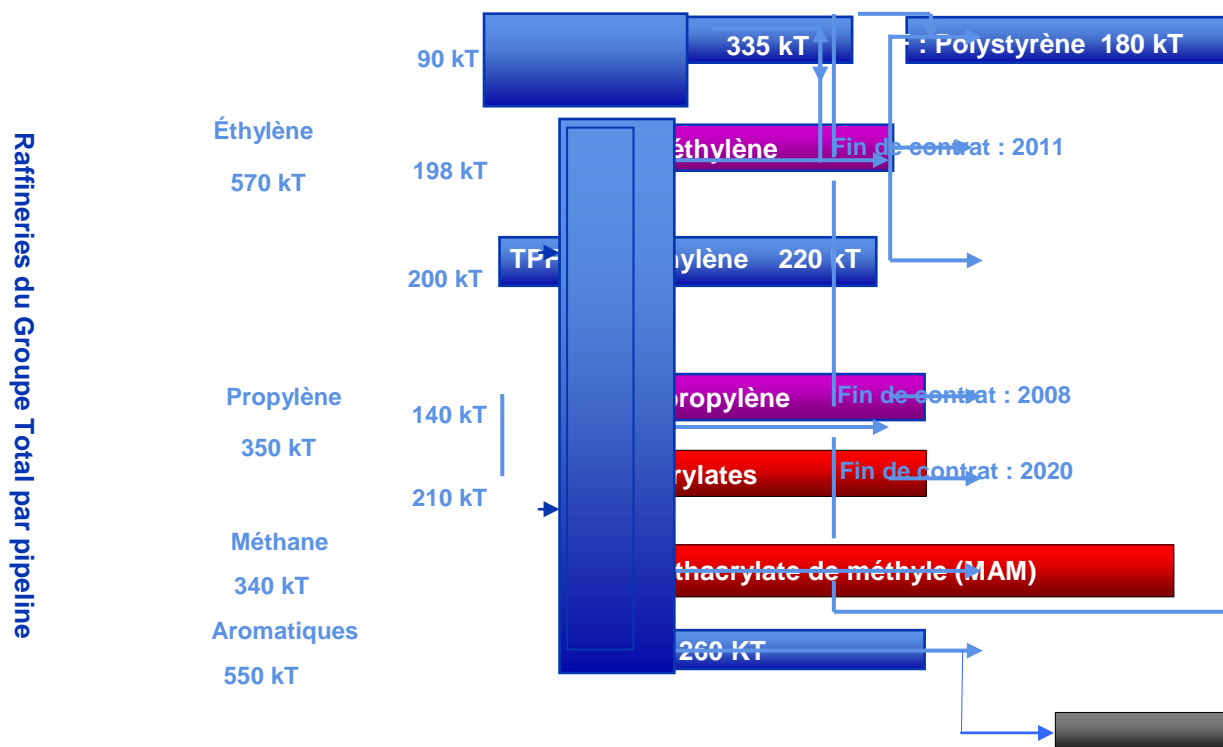 Raffineries du Groupe Total par pipeline
90 kT
335 kT
: Polystyrène 180 kT
Éthylène
570 kT
198 kT
éthylène
Fin de contrat : 2011
200 kT
220 kT
Propylène
350 kT
140 kT
propylène
Fin de contrat : 2008
210 kT
rylates
Fin de contrat : 2020
Méthane
340 kT
thacrylate de méthyle (MAM)
Aromatiques
550 kT
260 KT